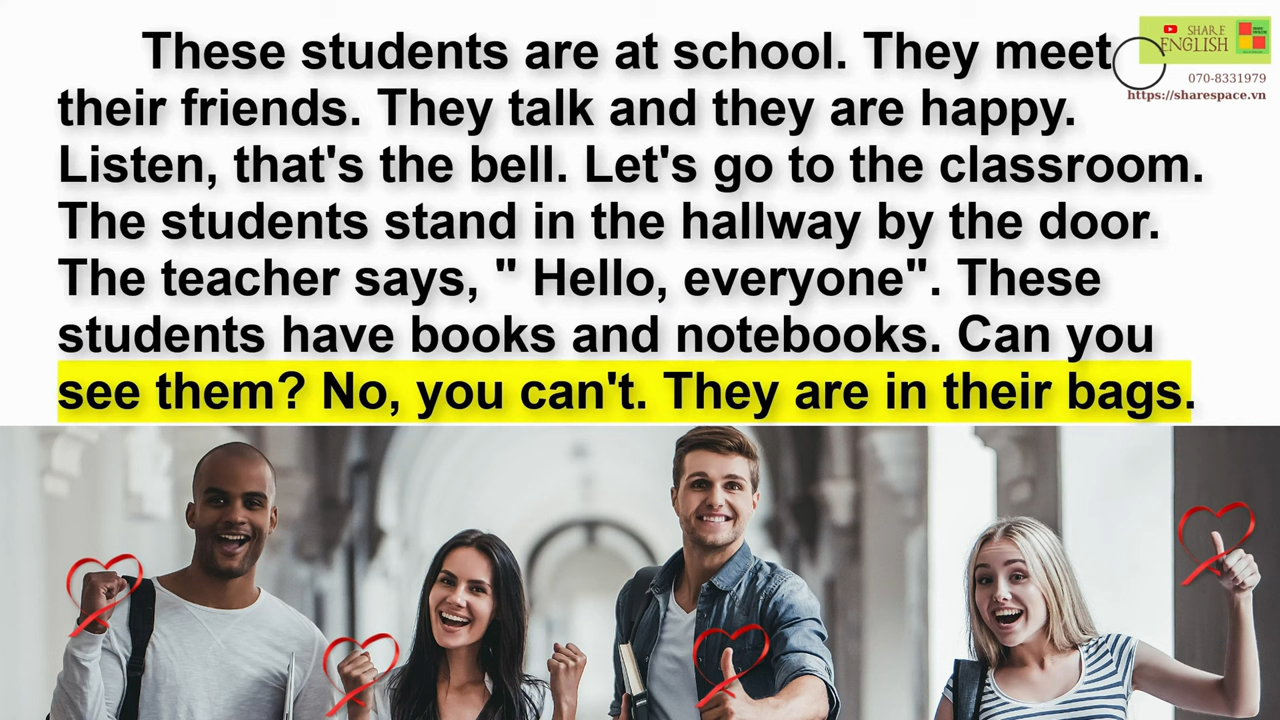 These students are at school. They meet
their friends. They talk and they are happy.
Listen, that's the bell. Let's go to the classroom.
The students stand in the hallway by the door.
The teacher says, " Hello, everyone". These
students have books and notebooks. Can you
see them? No, you can't. They are in their bags.
SHARE
ENGLISH
070-8331979
https://sharespace.vn